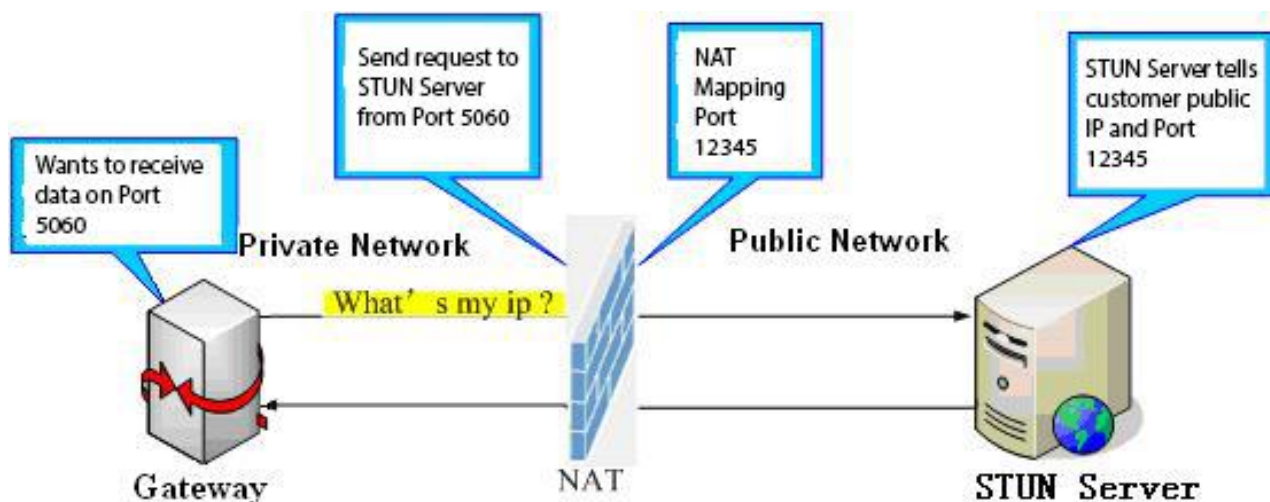 Send request to
STUN Server
from Port 5060
NAT
Mapping
Port
12345
STUN Server tells
customer public
IP and Port
12345
Wants to receive
data on Port
5060
Private Network
Public Network
What’s my ip ?
Gateway
NAT
STUN Server